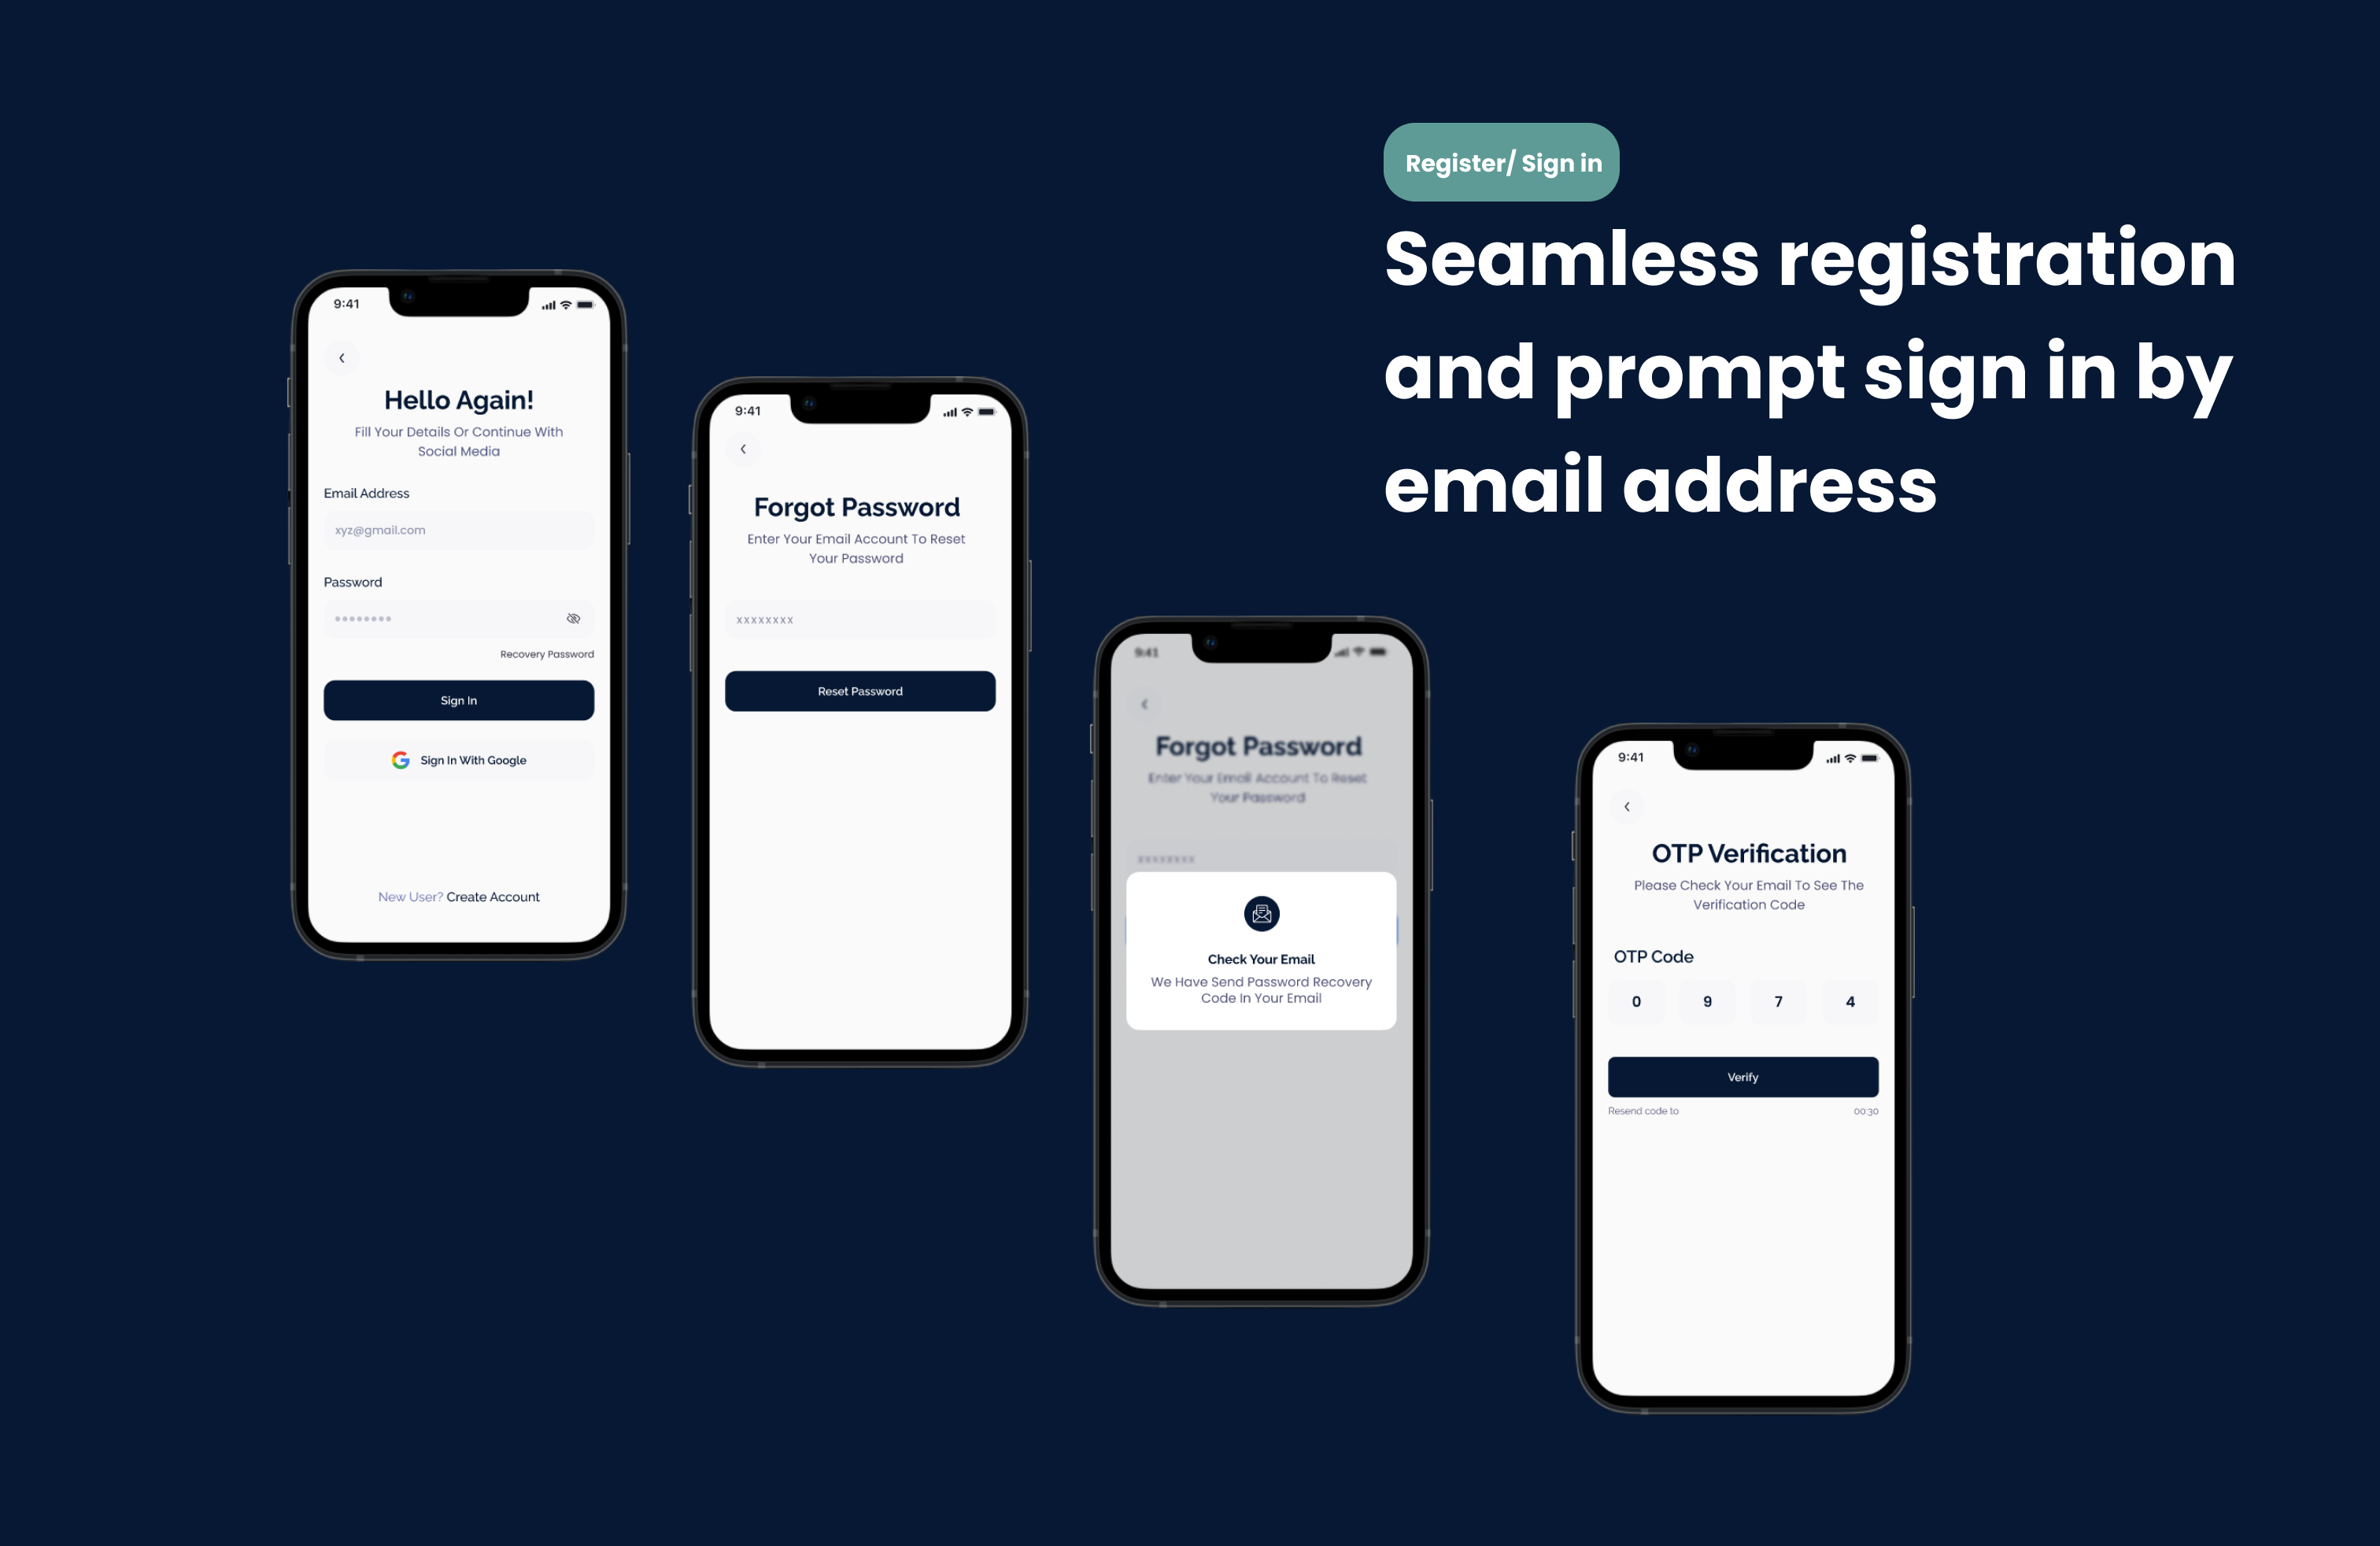 Register/ Sign in
Seamless registration
and prompt sign in by
email address
9:41
Hello Again!
Fill Your Details Or Continue With
Social Media
Email Address
xyz@gmail.com
Password
Recovery Password
Sign In
Sign In With Google
New User? Create Account
9:41
Forgot Password
Enter Your Email Account To Reset
Your Password
xxxxxxxx
Reset Password
9:41
Forgot Password
Enter Your Email Account To Reset
Your Password
xxxxxxxx
Check Your Email
We Have Send Password Recovery
Code In Your Email
9:41
OTP Verification
Please Check Your Email To See The
Verification Code
OTP Code
0 9 7 4
Verify
Resend code to 00:30